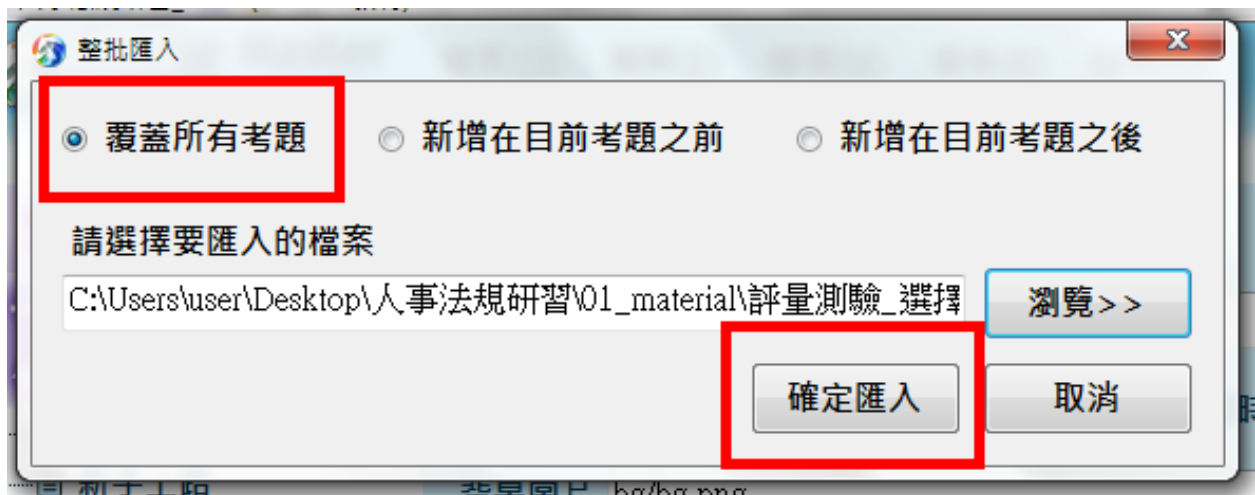 整批匯入
覆蓋所有考題 新增在目前考題之前 新增在目前考題之後
請選擇要匯入的檔案
C:\Users\user\Desktop\人事法規研習\01_material\評量測驗_選擇 瀏覽>>
確定匯入 取消
bg/bg.png